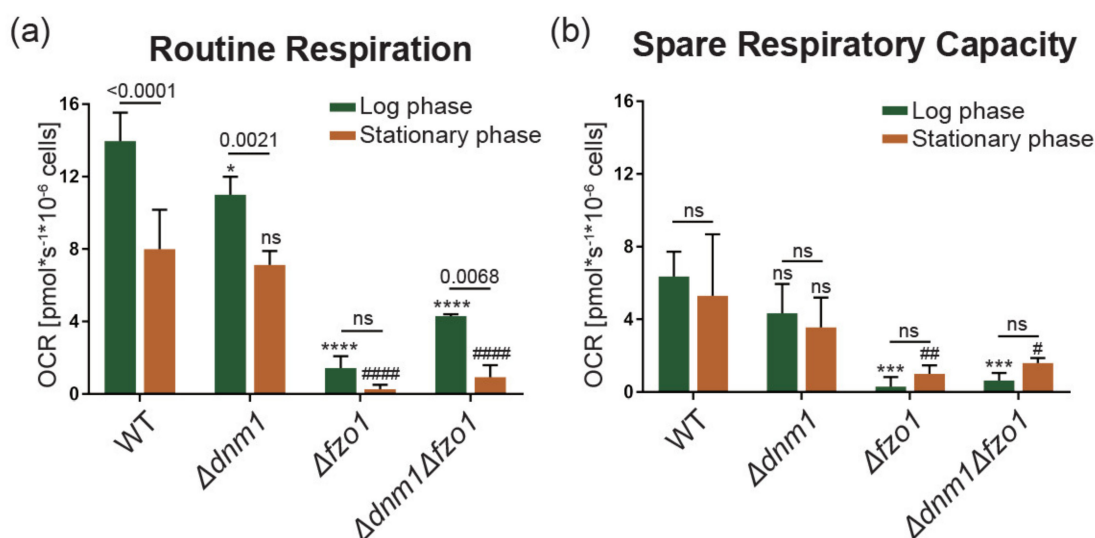 (a)
Routine Respiration
OCR [pmol*s⁻¹*10⁻⁶ cells]
16
12
8
4
0
Log phase
Stationary phase
<0.0001
0.0021
*
ns
ns
****
####
0.0068
****
####
WT
Δdnm1
Δfzo1
Δdnm1Δfzo1
(b)
Spare Respiratory Capacity
OCR [pmol*s⁻¹*10⁻⁶ cells]
16
12
8
4
0
Log phase
Stationary phase
ns
ns
ns
ns
ns
***
##
ns
***
#
WT
Δdnm1
Δfzo1
Δdnm1Δfzo1